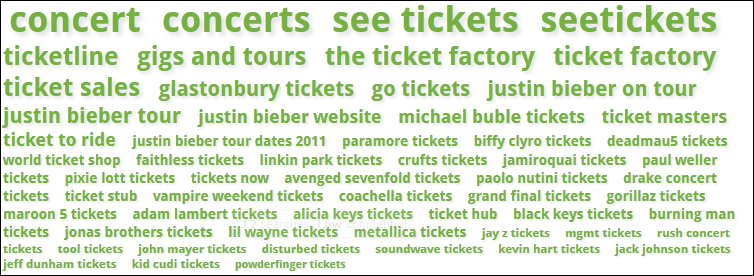 concert concerts see tickets seetickets
ticketline gigs and tours the ticket factory ticket factory
ticket sales glastonbury tickets go tickets justin bieber on tour
justin bieber tour justin bieber website michael buble tickets ticket masters
ticket to ride justin bieber tour dates 2011 paramore tickets biffy clyro tickets deadmau5 tickets
world ticket shop faithless tickets linkin park tickets crufts tickets jamiroquai tickets paul weller
tickets pixie lott tickets tickets now avenged sevenfold tickets paolo nutini tickets drake concert
tickets ticket stub vampire weekend tickets coachella tickets grand final tickets gorillaz tickets
maroon 5 tickets adam lambert tickets alicia keys tickets ticket hub black keys tickets burning man
tickets jonas brothers tickets lil wayne tickets metallica tickets jay z tickets mgmt tickets rush concert
tickets tool tickets john mayer tickets disturbed tickets soundwave tickets kevin hart tickets jack johnson tickets
jeff dunham tickets kid cudi tickets powderfinger tickets